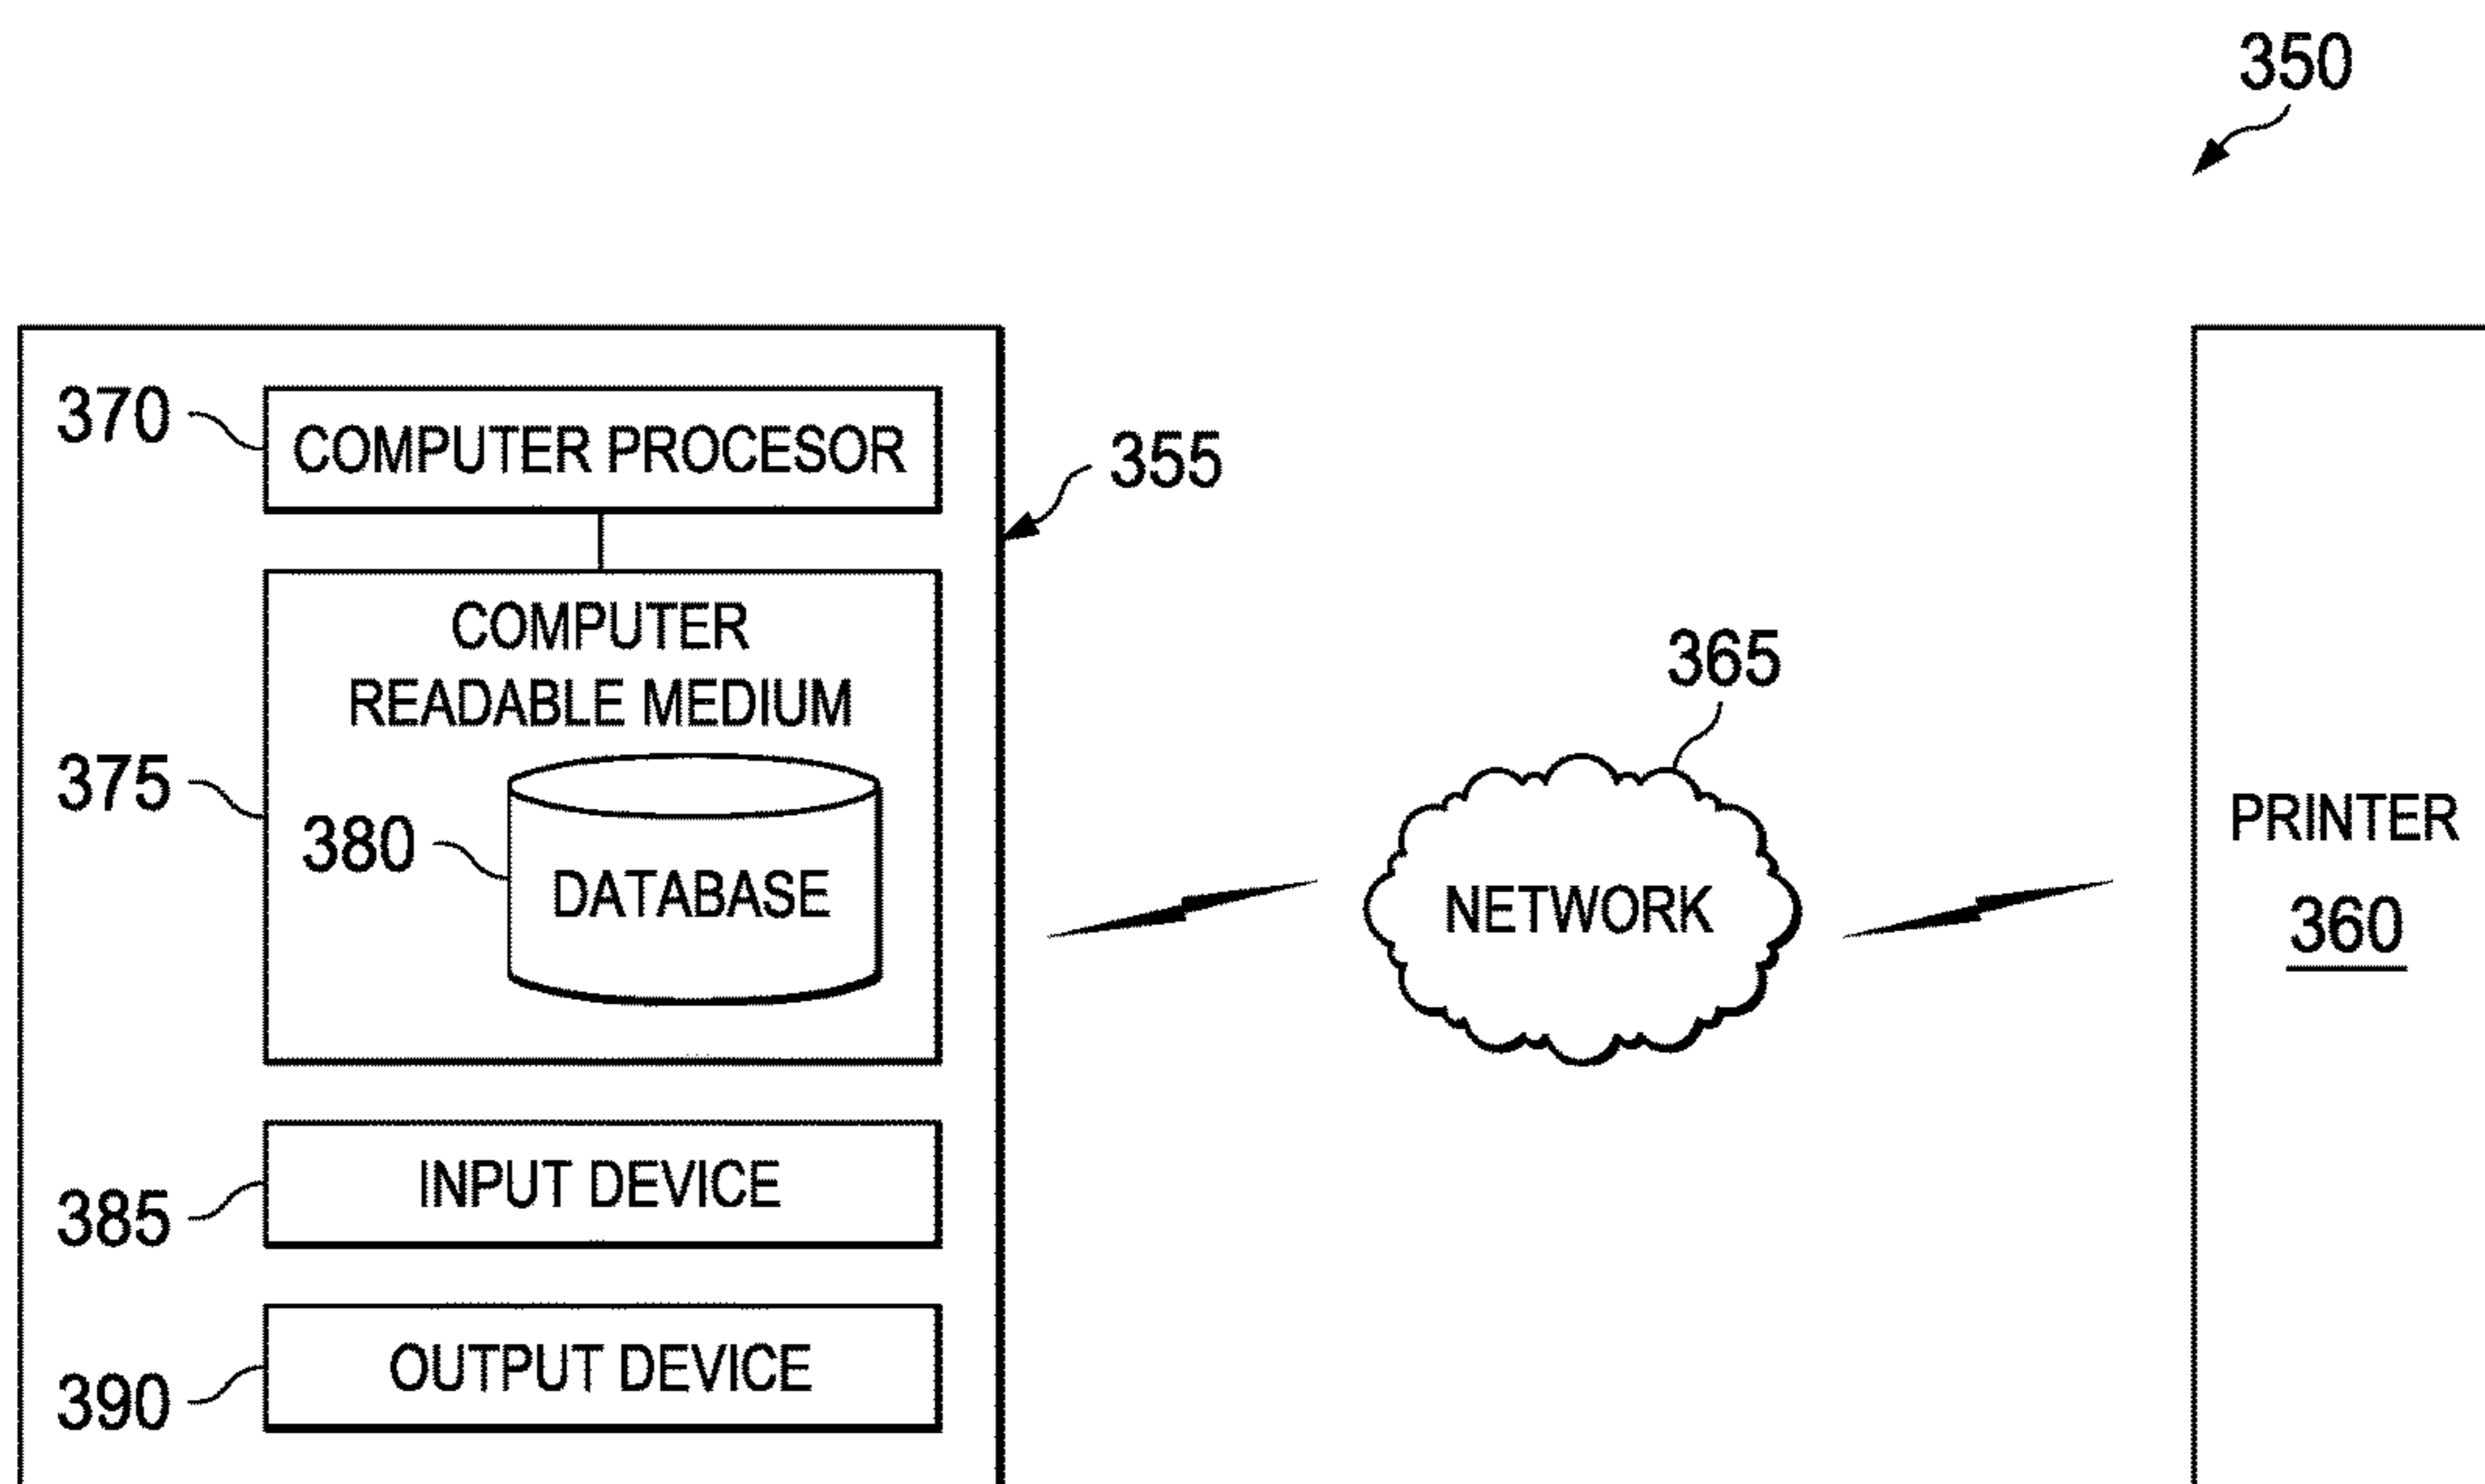 350
370
COMPUTER PROCESOR
355
COMPUTER
READABLE MEDIUM
375
380
DATABASE
365
NETWORK
PRINTER
360
385
INPUT DEVICE
390
OUTPUT DEVICE